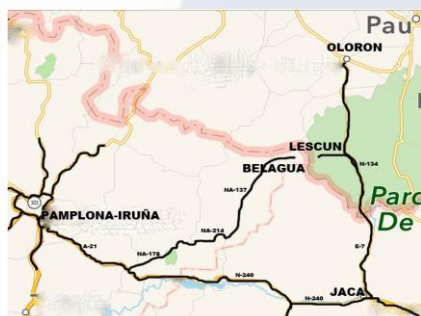 Pau
OLORON
LESCUN
BELAGUA
N-134
NA-137
Parc
De
PAMPLONA-IRUÑA
NA-214
A-21
E-7
NA-178
N-240
JACA
N-240